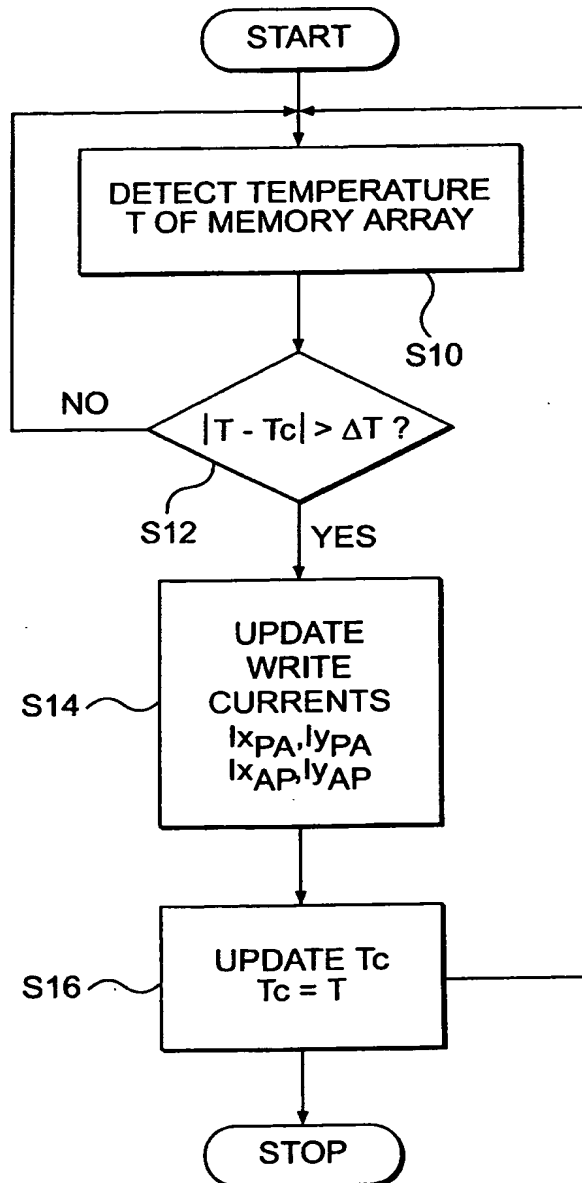 START
DETECT TEMPERATURE
T OF MEMORY ARRAY
S10
NO
|T - Tc| > ΔT ?
S12
YES
UPDATE
WRITE
CURRENTS
IxPA,IyPA
IxAP,IyAP
S14
UPDATE Tc
Tc = T
S16
STOP